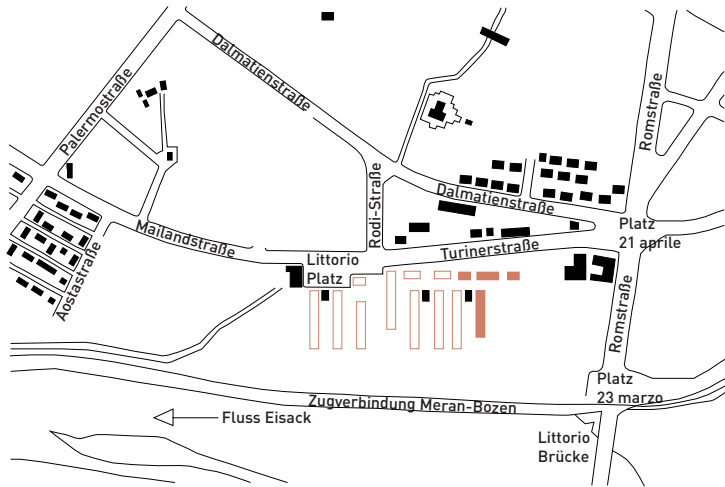 Dalmatienstraße
Palermostraße
Romstraße
Rodi-Straße
Dalmatienstraße
Mailandstraße
Platz
21 aprile
Turinerstraße
Littorio
Platz
Aostastraße
Romstraße
Platz
23 marzo
Zugverbindung Meran-Bozen
Fluss Eisack
Littorio
Brücke